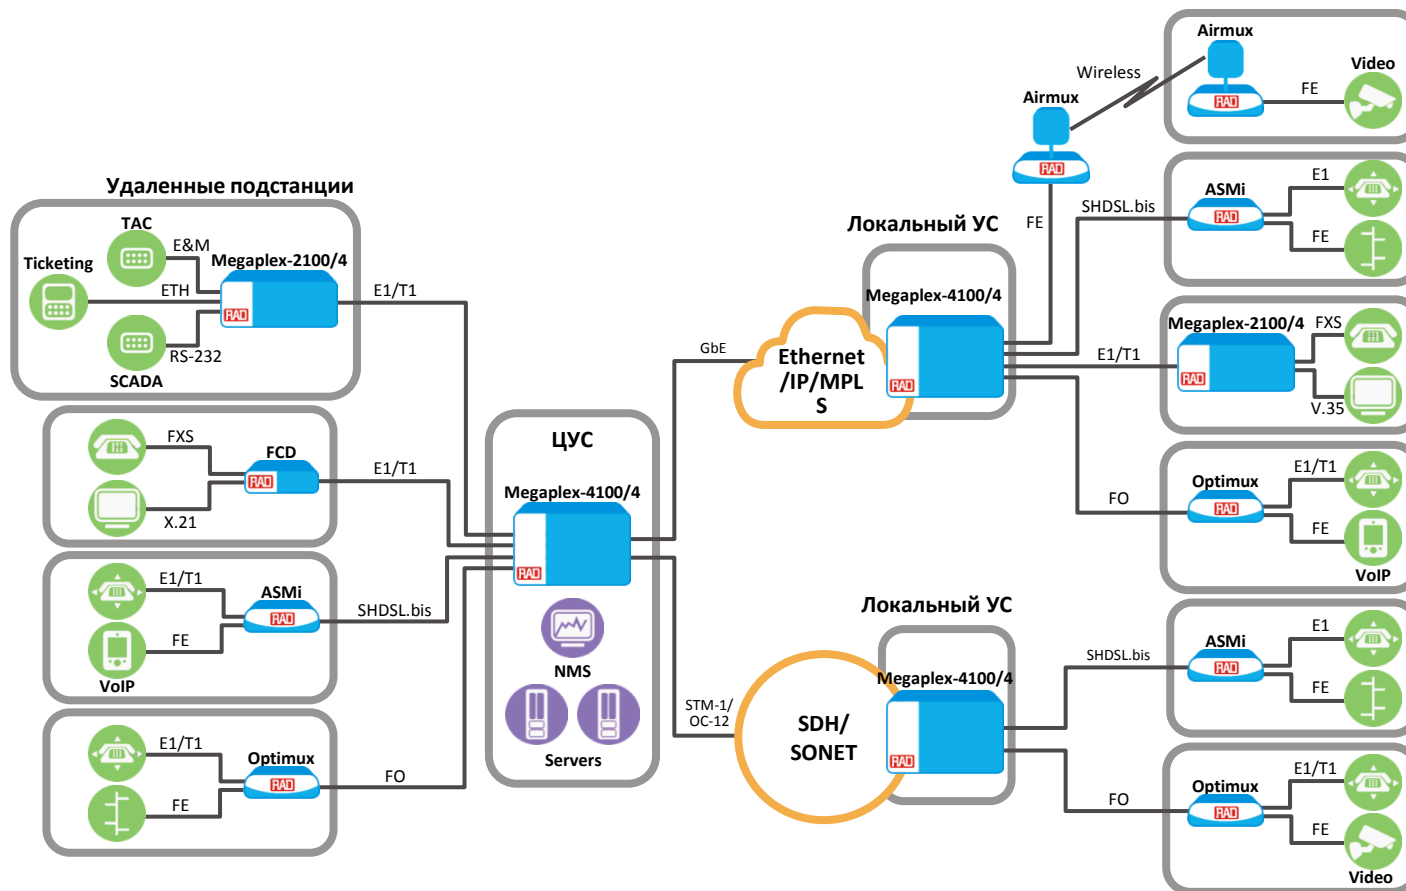 Удаленные подстанции
TAC
E&M
Ticketing
Megaplex-2100/4
ETH
E1/T1
RAD
RS-232
SCADA
FXS
FCD
RAD
E1/T1
X.21
E1/T1
ASMi
RAD
SHDSL.bis
FE
VoIP
E1/T1
Optimux
RAD
FO
FE
ЦУС
Megaplex-4100/4
RAD
NMS
Servers
GbE
STM-1/
OC-12
Ethernet
/IP/MPL
S
Локальный УС
Megaplex-4100/4
RAD
SDH/
SONET
Локальный УС
Megaplex-4100/4
RAD
Airmux
RAD
FE
Wireless
Airmux
RAD
FE
Video
SHDSL.bis
ASMi
RAD
E1
FE
E1/T1
Megaplex-2100/4
RAD
FXS
V.35
FO
Optimux
RAD
E1/T1
FE
VoIP
SHDSL.bis
ASMi
RAD
E1
FE
FO
Optimux
RAD
E1/T1
FE
Video